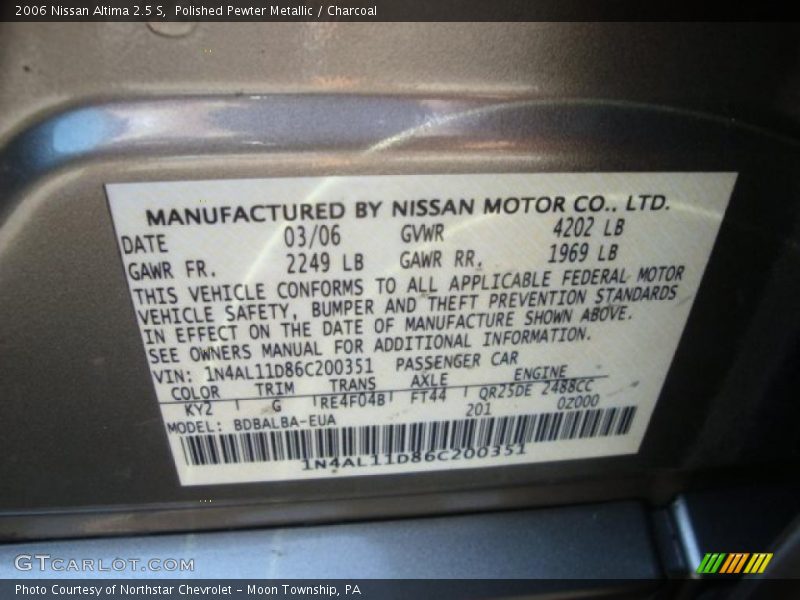 2006 Nissan Altima 2.5 S, Polished Pewter Metallic / Charcoal
MANUFACTURED BY NISSAN MOTOR CO., LTD.
DATE 03/06 GVWR 4202 LB
GAWR FR. 2249 LB GAWR RR. 1969 LB
THIS VEHICLE CONFORMS TO ALL APPLICABLE FEDERAL MOTOR
VEHICLE SAFETY, BUMPER AND THEFT PREVENTION STANDARDS
IN EFFECT ON THE DATE OF MANUFACTURE SHOWN ABOVE.
SEE OWNERS MANUAL FOR ADDITIONAL INFORMATION.
VIN: 1N4AL11D86C200351 PASSENGER CAR
COLOR TRIM TRANS AXLE ENGINE
KY2 G RE4F04B FT44 QR25DE 2488CC
MODEL: BDBALBA-EUA 201 0Z000
1N4AL11D86C200351
GTCARLOT.COM
Photo Courtesy of Northstar Chevrolet - Moon Township, PA